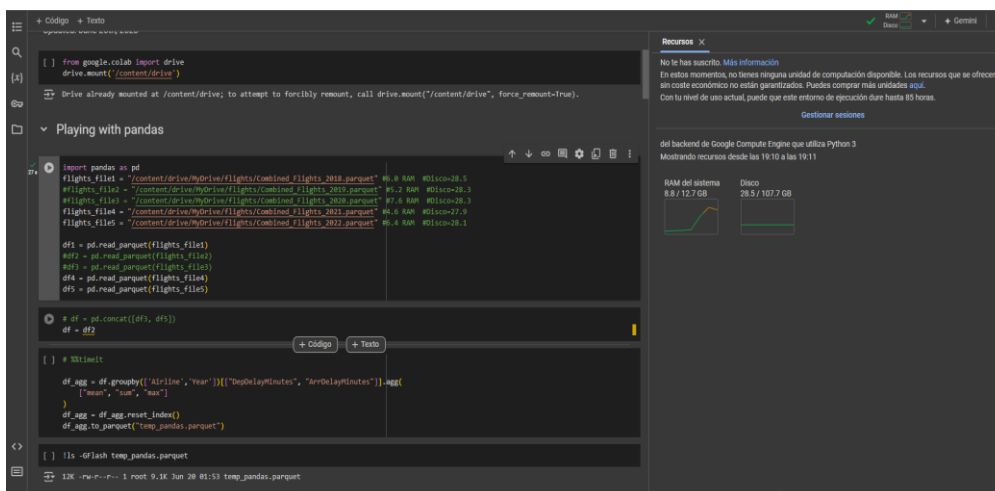 + Código + Texto
RAM
Disco
+ Gemini
Updated: June 20th, 2023
[ ] from google.colab import drive
drive.mount('/content/drive')
Drive already mounted at /content/drive; to attempt to forcibly remount, call drive.mount("/content/drive", force_remount=True).
Playing with pandas
import pandas as pd
flights_file1 = "/content/drive/MyDrive/flights/Combined_Flights_2018.parquet" #6.0 RAM #Disco=28.5
#flights_file2 = "/content/drive/MyDrive/flights/Combined_Flights_2019.parquet" #5.2 RAM #Disco=28.3
#flights_file3 = "/content/drive/MyDrive/flights/Combined_Flights_2020.parquet" #7.6 RAM #Disco=28.3
flights_file4 = "/content/drive/MyDrive/flights/Combined_Flights_2021.parquet" #4.6 RAM #Disco=27.9
flights_file5 = "/content/drive/MyDrive/flights/Combined_Flights_2022.parquet" #6.4 RAM #Disco=28.1
df1 = pd.read_parquet(flights_file1)
#df2 = pd.read_parquet(flights_file2)
#df3 = pd.read_parquet(flights_file3)
df4 = pd.read_parquet(flights_file4)
df5 = pd.read_parquet(flights_file5)
# df = pd.concat([df3, df5])
df = df2
+ Código + Texto
[ ] # %%timeit
df_agg = df.groupby(['Airline','Year'])[["DepDelayMinutes", "ArrDelayMinutes"]].agg(
["mean", "sum", "max"]
)
df_agg = df_agg.reset_index()
df_agg.to_parquet("temp_pandas.parquet")
[ ] !ls -GFlash temp_pandas.parquet
12K -rw-r--r-- 1 root 9.1K Jun 20 01:53 temp_pandas.parquet
Recursos ×
No te has suscrito. Más información
En estos momentos, no tienes ninguna unidad de computación disponible. Los recursos que se ofrecen
sin coste económico no están garantizados. Puedes comprar más unidades aquí.
Con tu nivel de uso actual, puede que este entorno de ejecución dure hasta 85 horas.
Gestionar sesiones
del backend de Google Compute Engine que utiliza Python 3
Mostrando recursos desde las 19:10 a las 19:11
RAM del sistema
8.8 / 12.7 GB
Disco
28.5 / 107.7 GB